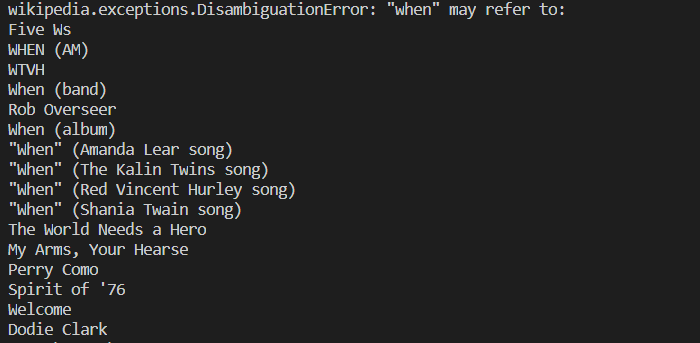 wikipedia.exceptions.DisambiguationError: "when" may refer to:
Five Ws
WHEN (AM)
WTVH
When (band)
Rob Overseer
When (album)
"When" (Amanda Lear song)
"When" (The Kalin Twins song)
"When" (Red Vincent Hurley song)
"When" (Shania Twain song)
The World Needs a Hero
My Arms, Your Hearse
Perry Como
Spirit of '76
Welcome
Dodie Clark